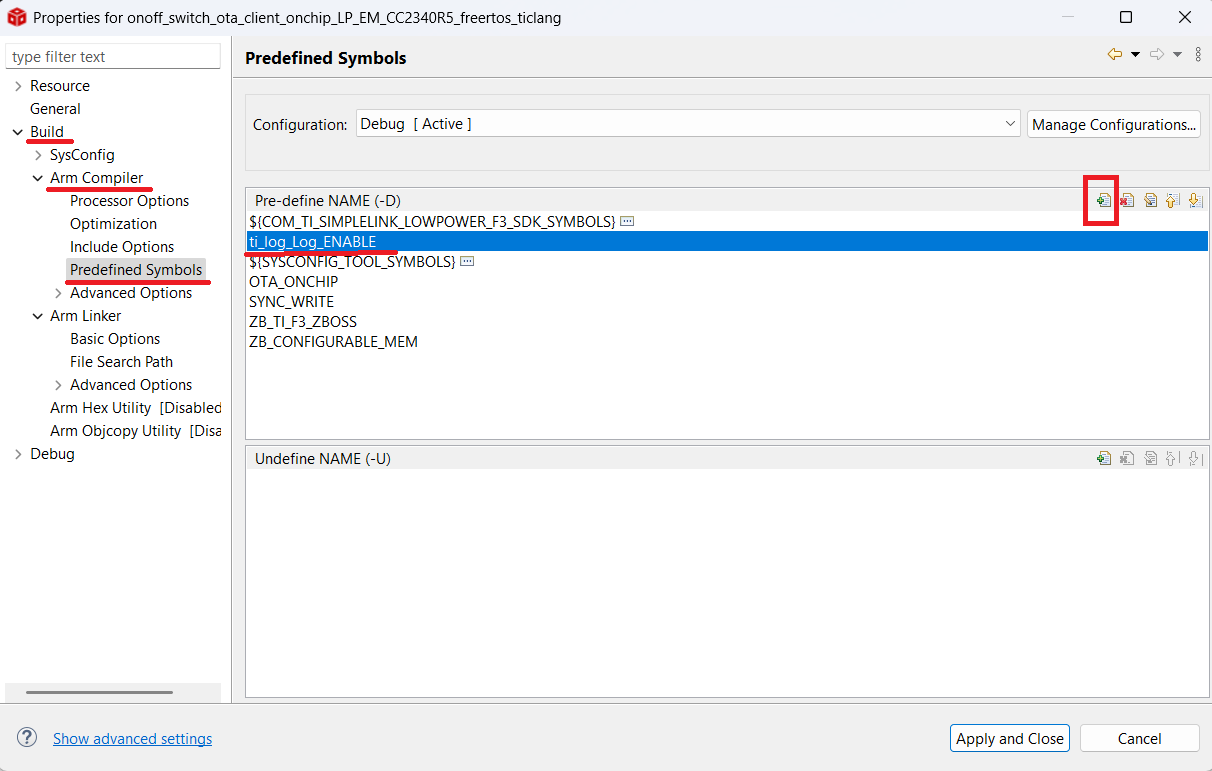 Properties for onoff_switch_ota_client_onchip_LP_EM_CC2340R5_freertos_ticlang
type filter text
Resource
General
Build
SysConfig
Arm Compiler
Processor Options
Optimization
Include Options
Predefined Symbols
Advanced Options
Arm Linker
Basic Options
File Search Path
Advanced Options
Arm Hex Utility [Disabled
Arm Objcopy Utility [Disa
Debug
Predefined Symbols
Configuration:
Debug [ Active ]
Manage Configurations...
Pre-define NAME (-D)
${COM_TI_SIMPLELINK_LOWPOWER_F3_SDK_SYMBOLS}
ti_log_Log_ENABLE
${SYSCONFIG_TOOL_SYMBOLS}
OTA_ONCHIP
SYNC_WRITE
ZB_TI_F3_ZBOSS
ZB_CONFIGURABLE_MEM
Undefine NAME (-U)
? Show advanced settings
Apply and Close
Cancel